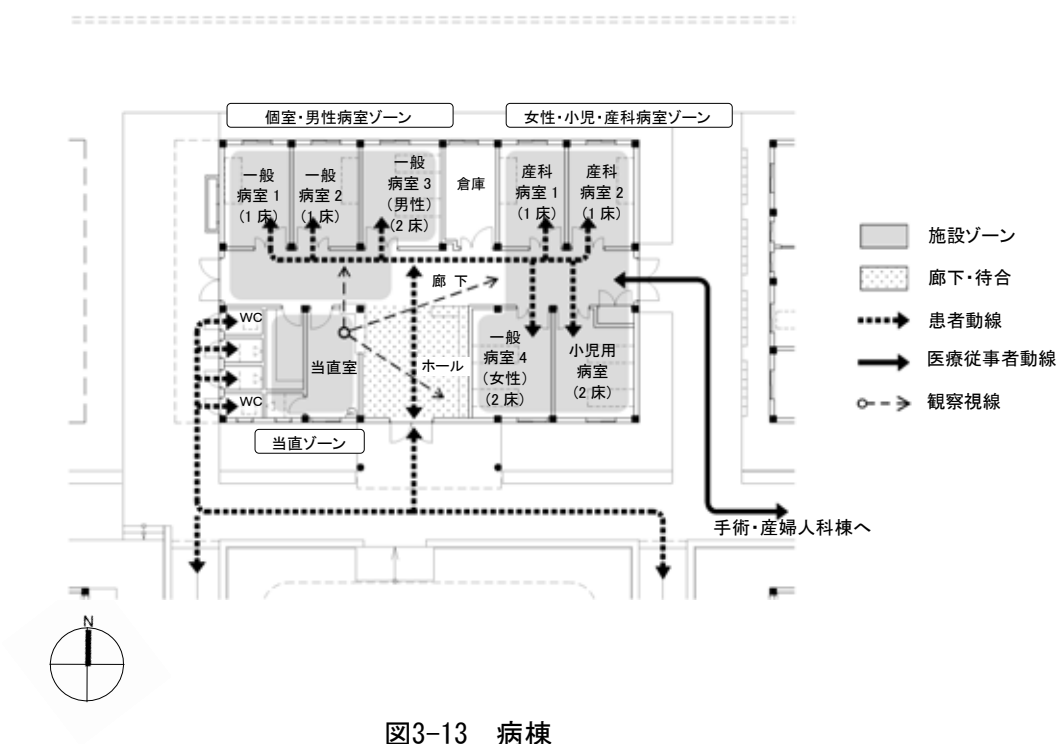 個室・男性病室ゾーン
女性・小児・産科病室ゾーン
一般
病室1
(1床)
一般
病室2
(1床)
一般
病室3
(男性)
(2床)
倉庫
産科
病室1
(1床)
産科
病室2
(1床)
施設ゾーン
廊下・待合
患者動線
医療従事者動線
観察視線
廊 下
WC
当直室
ホール
一般
病室4
(女性)
(2床)
小児用
病室
(2床)
WC
当直ゾーン
手術・産婦人科棟へ
N
図3-13 病棟